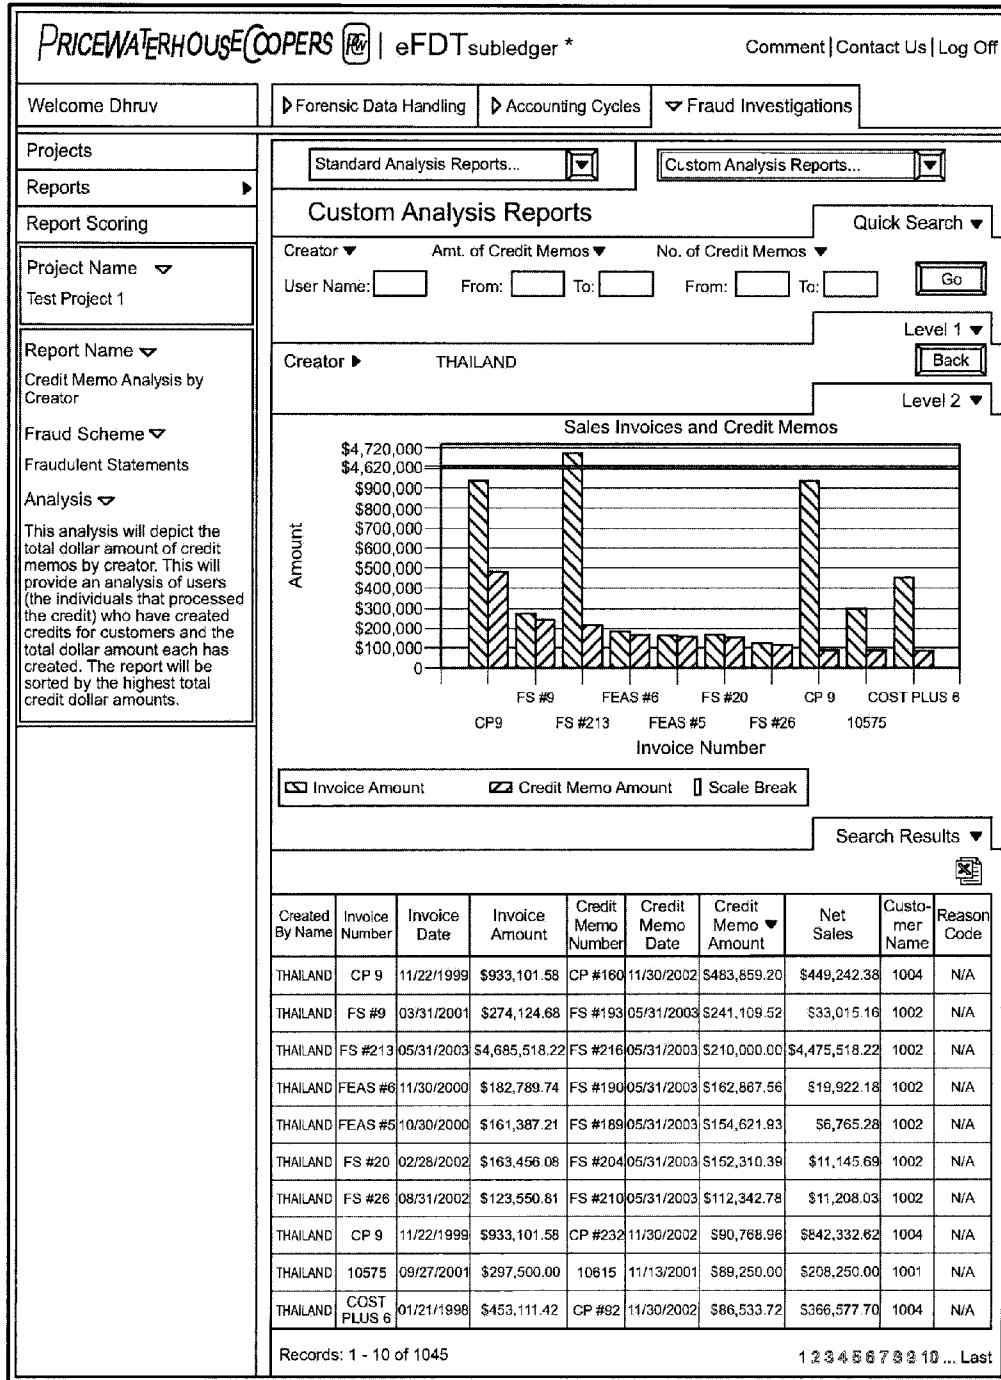 PRICEWATERHOUSECOOPERS PwC | eFDTsubledger *
Comment | Contact Us | Log Off
Welcome Dhruv
Forensic Data Handling
Accounting Cycles
Fraud Investigations
Projects
Reports
Report Scoring
Project Name
Test Project 1
Report Name
Credit Memo Analysis by
Creator
Fraud Scheme
Fraudulent Statements
Analysis
This analysis will depict the
total dollar amount of credit
memos by creator. This will
provide an analysis of users
(the individuals that processed
the credit) who have created
credits for customers and the
total dollar amount each has
created. The report will be
sorted by the highest total
credit dollar amounts.
Standard Analysis Reports...
Custom Analysis Reports...
Custom Analysis Reports
Quick Search
Creator Amt. of Credit Memos No. of Credit Memos
User Name: From: To: From: To: Go
Level 1
Creator THAILAND Back
Level 2
Sales Invoices and Credit Memos
$4,720,000
$4,620,000
$900,000
$800,000
$700,000
$600,000
$500,000
$400,000
$300,000
$200,000
$100,000
0
Amount
FS #9 FEAS #6 FS #20 CP 9 COST PLUS 6
CP9 FS #213 FEAS #5 FS #26 10575
Invoice Number
Invoice Amount Credit Memo Amount Scale Break
Search Results
Created By Name Invoice Number Invoice Date Invoice Amount Credit Memo Number Credit Memo Date Credit Memo Amount Net Sales Custo-mer Name Reason Code
THAILAND CP 9 11/22/1999 $933,101.58 CP #160 11/30/2002 $483,859.20 $449,242.38 1004 N/A
THAILAND FS #9 03/31/2001 $274,124.68 FS #193 05/31/2003 $241,109.52 $33,015.16 1002 N/A
THAILAND FS #213 05/31/2003 $4,685,518.22 FS #216 05/31/2003 $210,000.00 $4,475,518.22 1002 N/A
THAILAND FEAS #6 11/30/2000 $182,789.74 FS #190 05/31/2003 $162,867.56 $19,922.18 1002 N/A
THAILAND FEAS #5 10/30/2000 $161,387.21 FS #189 05/31/2003 $154,621.93 $6,765.28 1002 N/A
THAILAND FS #20 02/28/2002 $163,456.08 FS #204 05/31/2003 $152,310.39 $11,145.69 1002 N/A
THAILAND FS #26 08/31/2002 $123,550.81 FS #210 05/31/2003 $112,342.78 $11,208.03 1002 N/A
THAILAND CP 9 11/22/1999 $933,101.58 CP #232 11/30/2002 $90,768.96 $842,332.62 1004 N/A
THAILAND 10575 09/27/2001 $297,500.00 10615 11/13/2001 $89,250.00 $208,250.00 1001 N/A
THAILAND COST PLUS 6 01/21/1998 $453,111.42 CP #92 11/30/2002 $86,533.72 $366,577.70 1004 N/A
Records: 1 - 10 of 1045
1 2 3 4 5 6 7 8 9 10 ... Last